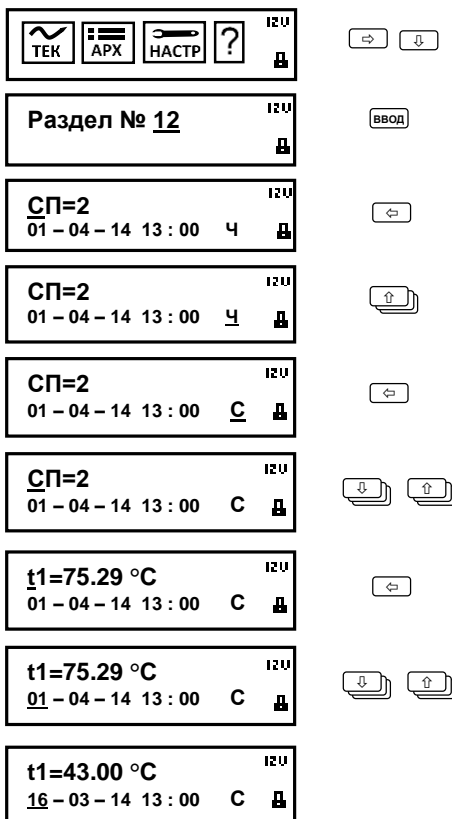 ТЕК АРХ НАСТР ? 12V
Раздел № 12 12V
ВВОД
СП=2 12V
01 – 04 – 14 13 : 00 Ч
СП=2 12V
01 – 04 – 14 13 : 00 Ч
СП=2 12V
01 – 04 – 14 13 : 00 С
СП=2 12V
01 – 04 – 14 13 : 00 С
t1=75.29 °C 12V
01 – 04 – 14 13 : 00 С
t1=75.29 °C 12V
01 – 04 – 14 13 : 00 С
t1=43.00 °C 12V
16 – 03 – 14 13 : 00 С